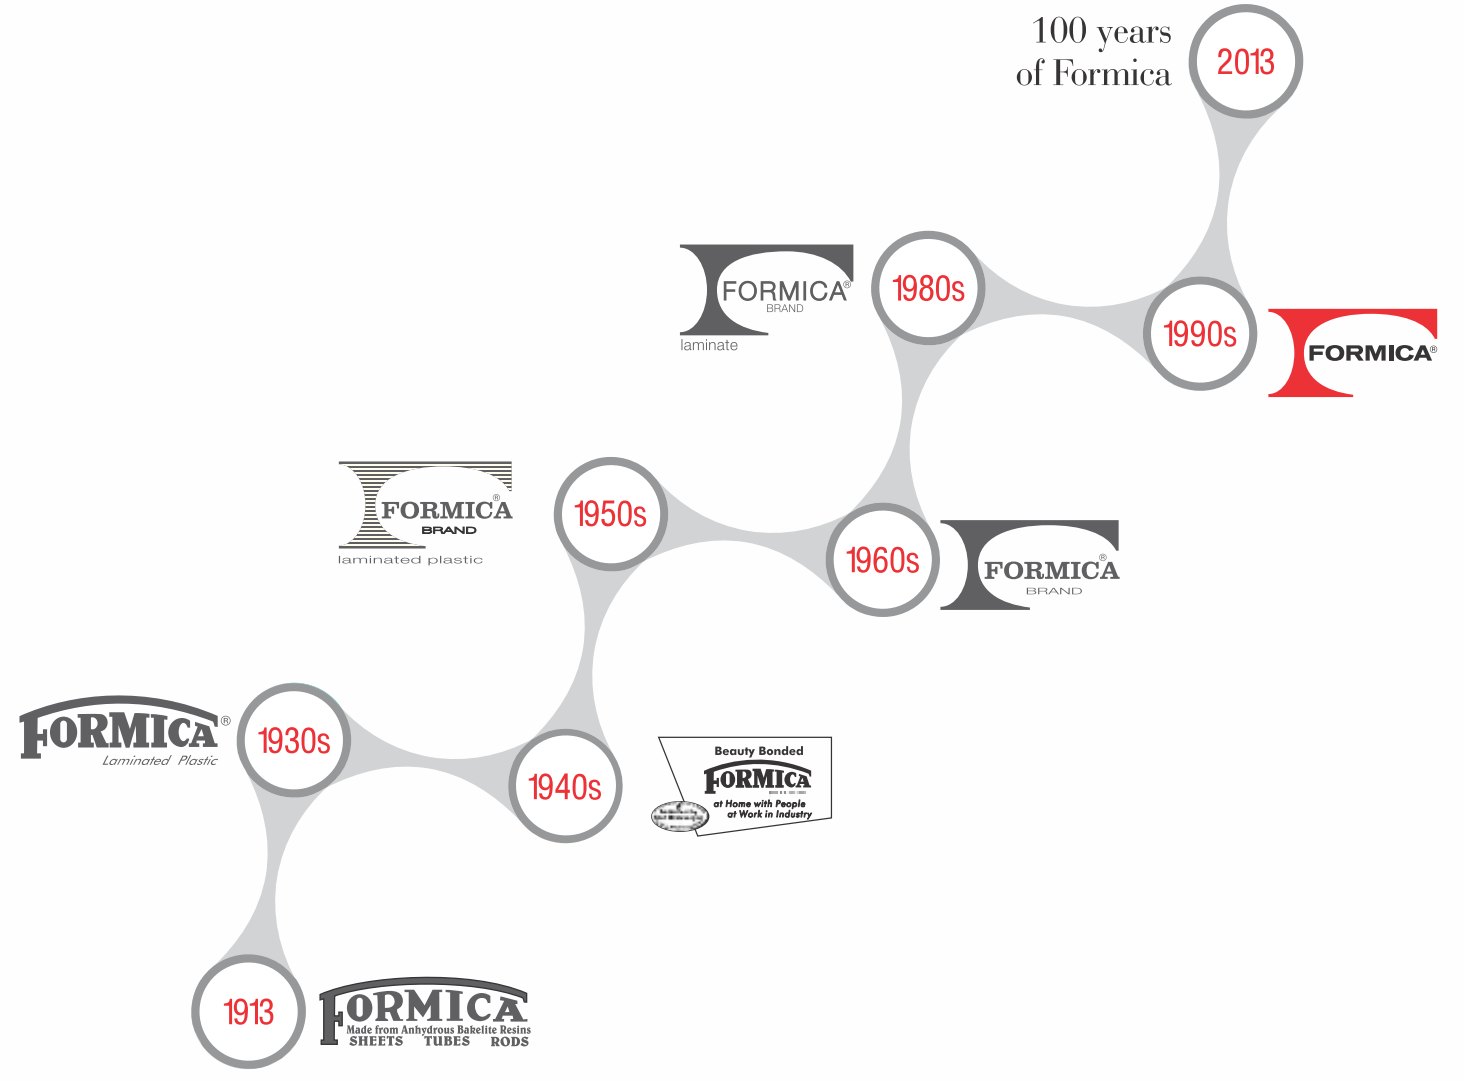 100 years
of Formica
2013
FORMICA®
BRAND
laminate
1980s
1990s
FORMICA®
FORMICA®
BRAND
laminated plastic
1950s
1960s
FORMICA®
BRAND
FORMICA®
Laminated Plastic
1930s
1940s
Beauty Bonded
FORMICA
at Home with People
at Work in Industry
1913
FORMICA
Made from Anhydrous Bakelite Resins
SHEETS TUBES RODS